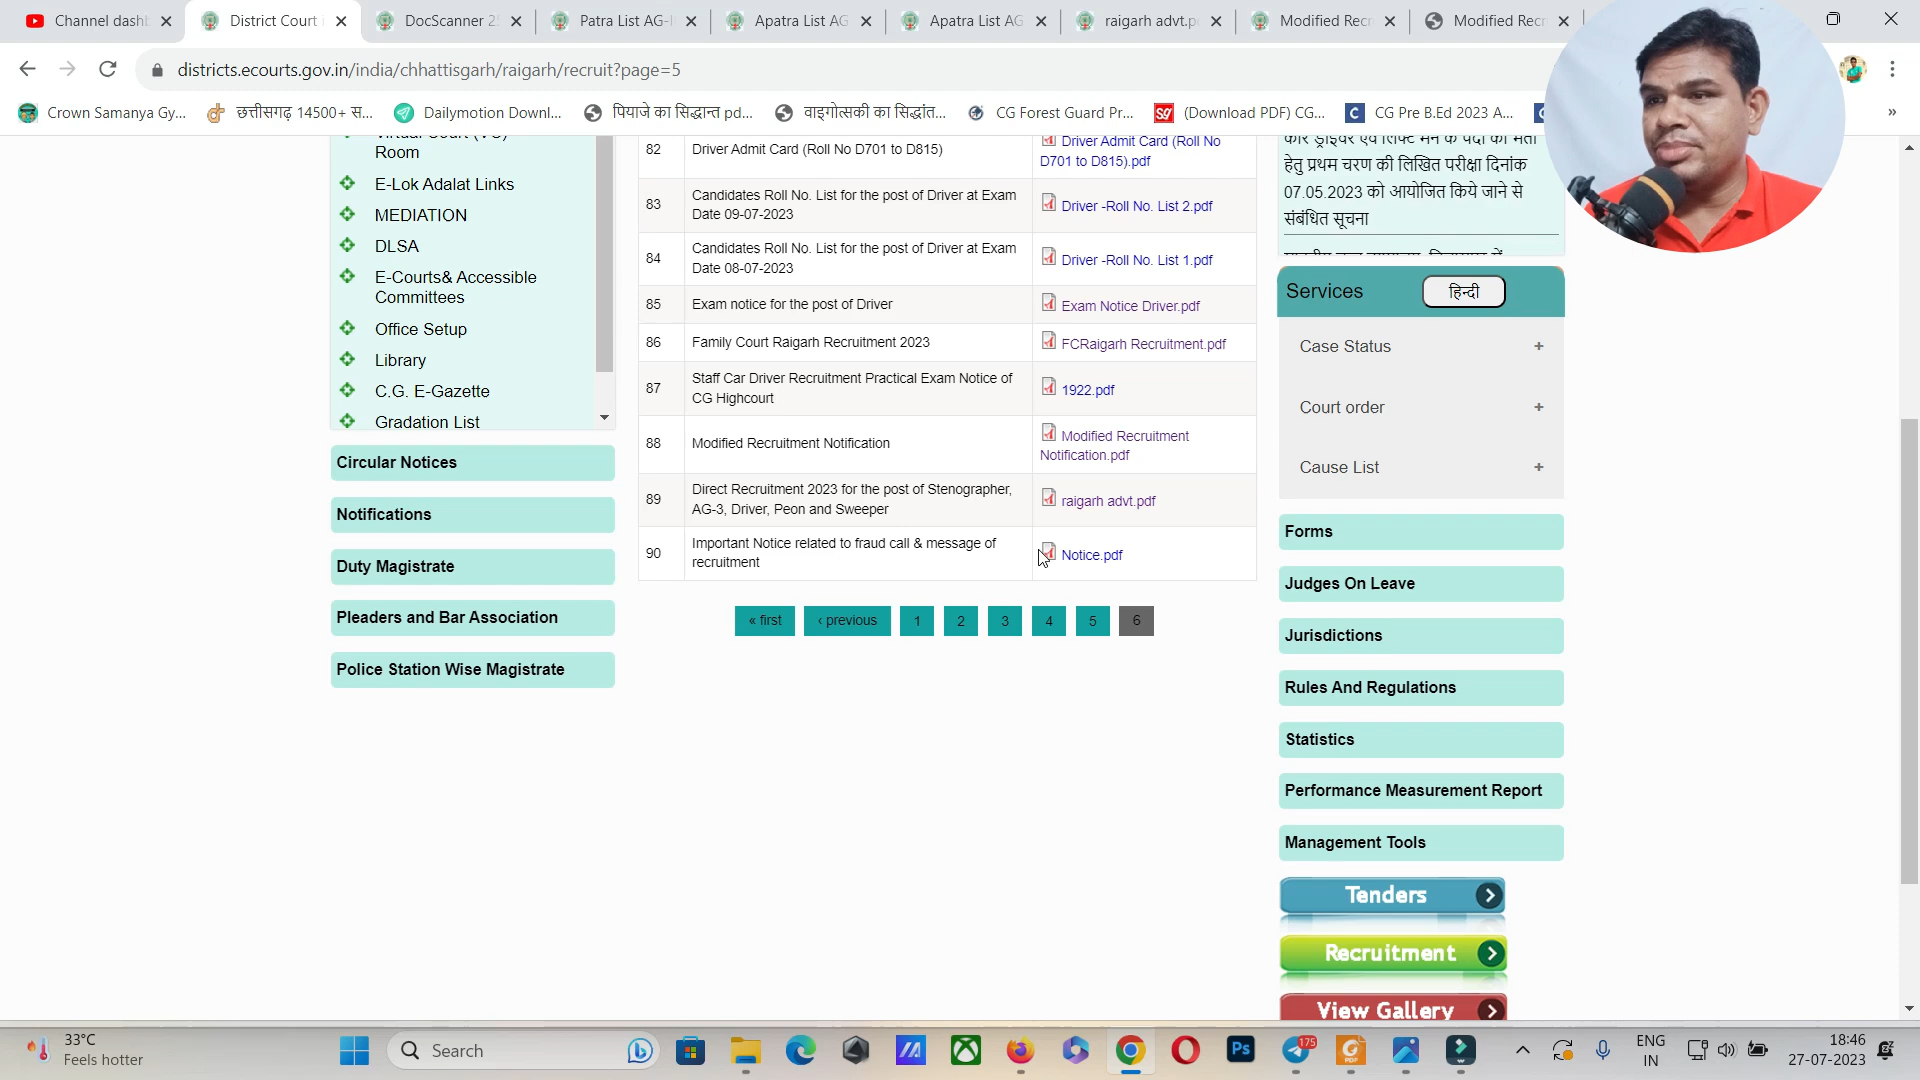 Channel dash
District Court
DocScanner 2
Patra List AG-
Apatra List AG
Apatra List AG
raigarh advt.p
Modified Rec
Modified Rec
districts.ecourts.gov.in/india/chhattisgarh/raigarh/recruit?page=5
Crown Samanya Gy...
छत्तीसगढ़ 14500+ स...
Dailymotion Downl...
पियाजे का सिद्धान्त pd...
वाइगोत्सकी का सिद्धांत...
CG Forest Guard Pr...
(Download PDF) CG...
CG Pre B.Ed 2023 A...
»
Room
E-Lok Adalat Links
MEDIATION
DLSA
E-Courts& Accessible
Committees
Office Setup
Library
C.G. E-Gazette
Gradation List
Circular Notices
Notifications
Duty Magistrate
Pleaders and Bar Association
Police Station Wise Magistrate
82 Driver Admit Card (Roll No D701 to D815) Driver Admit Card (Roll No
D701 to D815).pdf
83 Candidates Roll No. List for the post of Driver at Exam
Date 09-07-2023 Driver -Roll No. List 2.pdf
84 Candidates Roll No. List for the post of Driver at Exam
Date 08-07-2023 Driver -Roll No. List 1.pdf
85 Exam notice for the post of Driver Exam Notice Driver.pdf
86 Family Court Raigarh Recruitment 2023 FCRaigarh Recruitment.pdf
87 Staff Car Driver Recruitment Practical Exam Notice of
CG Highcourt 1922.pdf
88 Modified Recruitment Notification Modified Recruitment
Notification.pdf
89 Direct Recruitment 2023 for the post of Stenographer,
AG-3, Driver, Peon and Sweeper raigarh advt.pdf
90 Important Notice related to fraud call & message of
recruitment Notice.pdf
« first ‹ previous 1 2 3 4 5 6
हेतु प्रथम चरण की लिखित परीक्षा दिनांक
07.05.2023 को आयोजित किये जाने से
संबंधित सूचना
Services हिन्दी
Case Status +
Court order +
Cause List +
Forms
Judges On Leave
Jurisdictions
Rules And Regulations
Statistics
Performance Measurement Report
Management Tools
Tenders
Recruitment
View Gallery
33°C
Feels hotter
Search
175
ENG
IN
18:46
27-07-2023